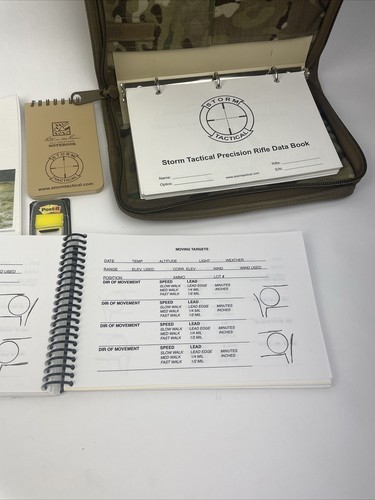 STORM
TACTICAL
Storm Tactical Precision Rifle Data Book
Name:
Optics:
www.stormtactical.com
Rifle:
S/N:
NOTEBOOK
STORM
TACTICAL
www.stormtactical.com
Post-it
MOVING TARGETS
DATE TEMP ALTITUDE LIGHT WEATHER
RANGE ELEV. USED CORR. ELEV. WIND WIND USED
POSITION AMMO LOT #
DIR OF MOVEMENT SPEED LEAD
SLOW WALK LEAD EDGE MINUTES
MED WALK 1/4 MIL INCHES
FAST WALK 1/2 MIL
DIR OF MOVEMENT SPEED LEAD
SLOW WALK LEAD EDGE MINUTES
MED WALK 1/4 MIL INCHES
FAST WALK 1/2 MIL
DIR OF MOVEMENT SPEED LEAD
SLOW WALK LEAD EDGE MINUTES
MED WALK 1/4 MIL INCHES
FAST WALK 1/2 MIL
DIR OF MOVEMENT SPEED LEAD
SLOW WALK LEAD EDGE MINUTES
MED WALK 1/4 MIL INCHES
FAST WALK 1/2 MIL